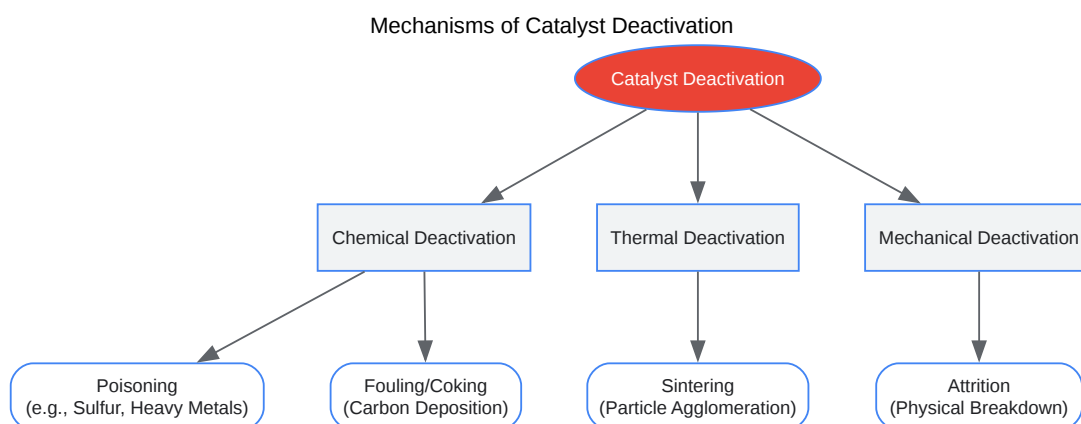 Mechanisms of Catalyst Deactivation
Catalyst Deactivation
Chemical Deactivation
Thermal Deactivation
Mechanical Deactivation
Poisoning
(e.g., Sulfur, Heavy Metals)
Fouling/Coking
(Carbon Deposition)
Sintering
(Particle Agglomeration)
Attrition
(Physical Breakdown)